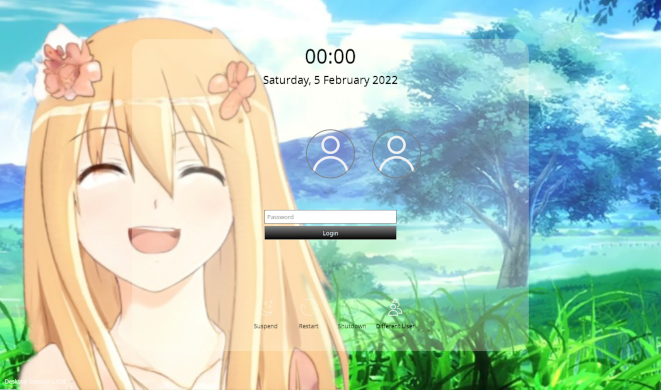 00:00
Saturday, 5 February 2022
Password
Login
Suspend
Restart
Shutdown
Different User